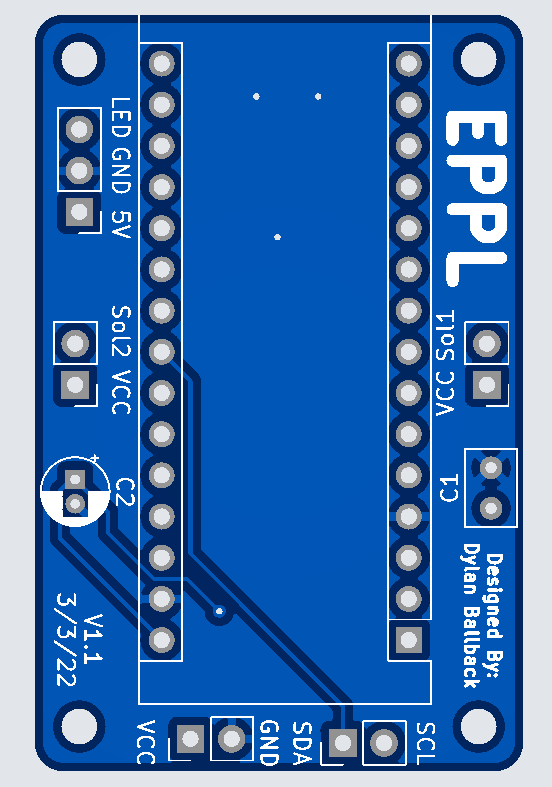 LED GND 5V
EPPL
Sol2 VCC
VCC Sol1
+
C2
C1
Designed By:
Dylan Ballback
V1.1
3/3/22
VCC
GND
SDA
SCL